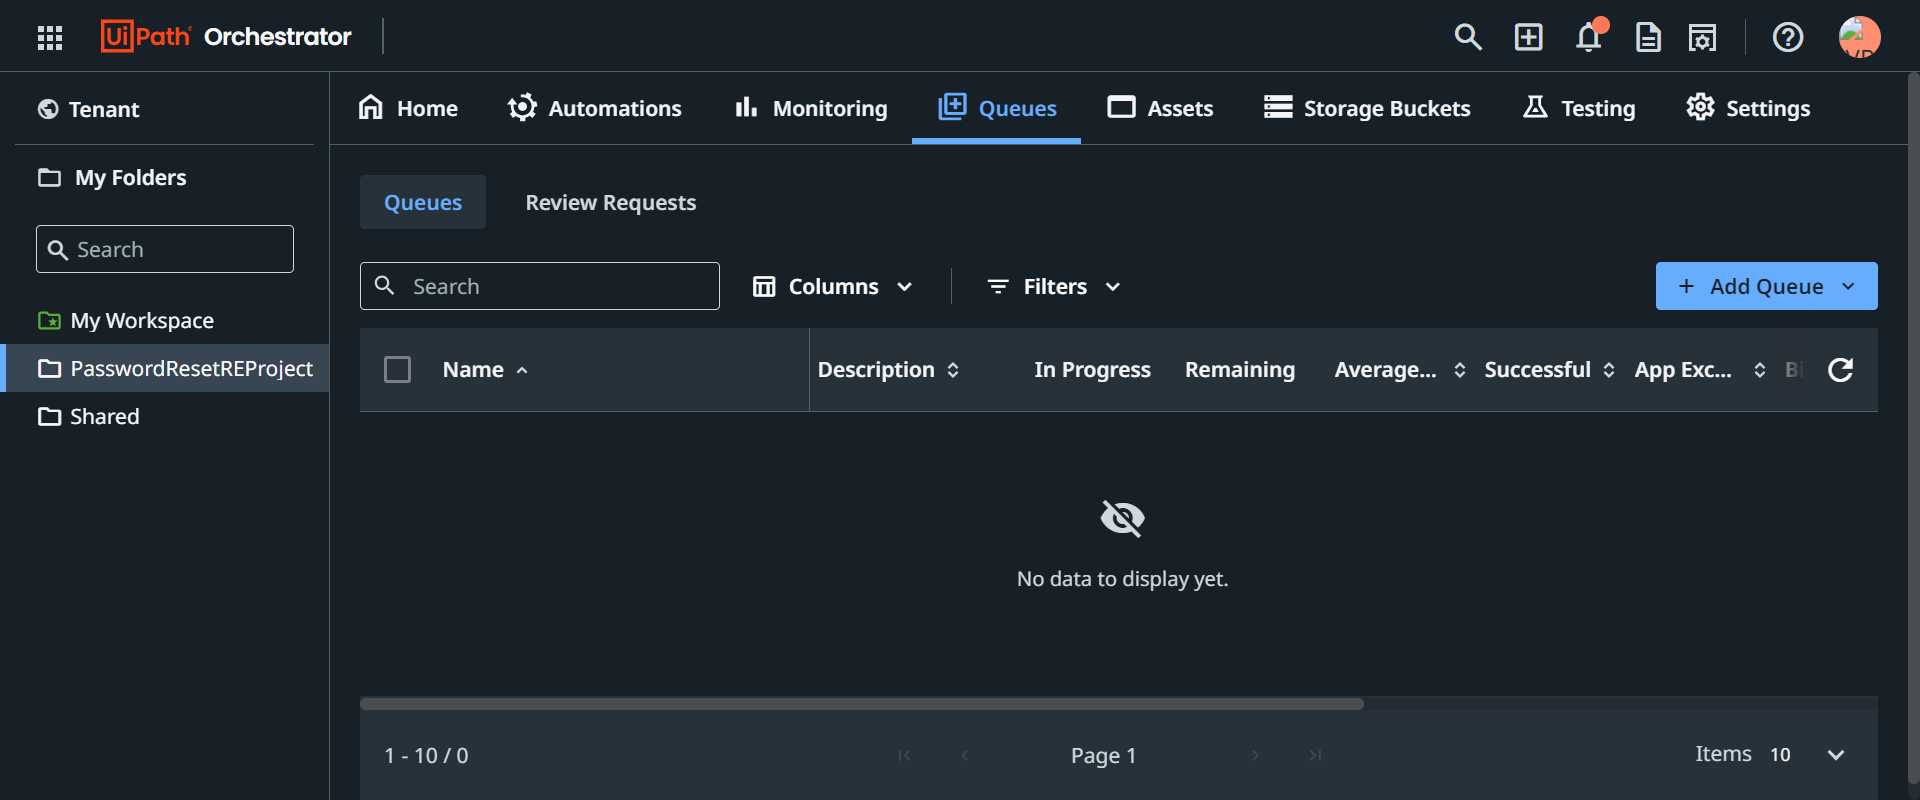 UiPath Orchestrator
Tenant
Home
Automations
Monitoring
Queues
Assets
Storage Buckets
Testing
Settings
My Folders
Search
My Workspace
PasswordResetREProject
Shared
Queues
Review Requests
Search
Columns
Filters
+ Add Queue
Name
Description
In Progress
Remaining
Average...
Successful
App Exc...
No data to display yet.
1 - 10 / 0
Page 1
Items 10